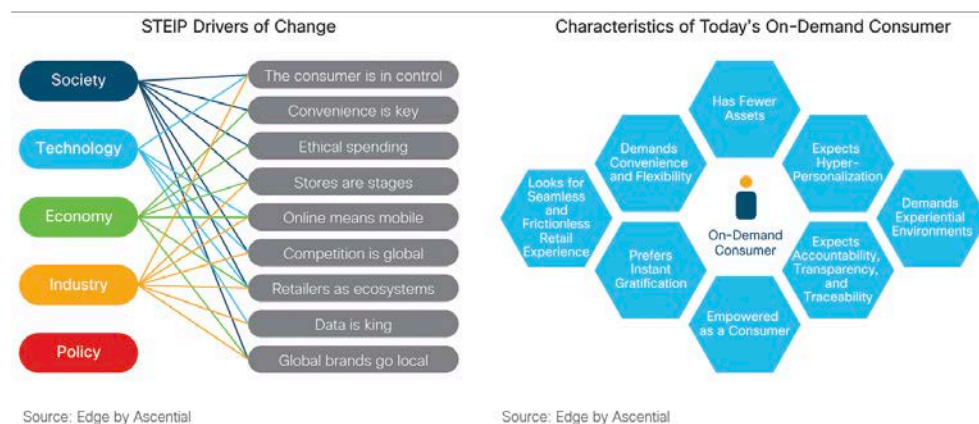 STEIP Drivers of Change
Society
Technology
Economy
Industry
Policy
The consumer is in control
Convenience is key
Ethical spending
Stores are stages
Online means mobile
Competition is global
Retailers as ecosystems
Data is king
Global brands go local
Source: Edge by Ascential
Characteristics of Today's On-Demand Consumer
Has Fewer
Assets
Demands
Convenience
and Flexibility
Expects
Hyper-
Personalization
Looks for
Seamless
and
Frictionless
Retail
Experience
Demands
Experiential
Environments
On-Demand
Consumer
Prefers
Instant
Gratification
Expects
Accountability,
Transparency,
and
Traceability
Empowered
as a Consumer
Source: Edge by Ascential